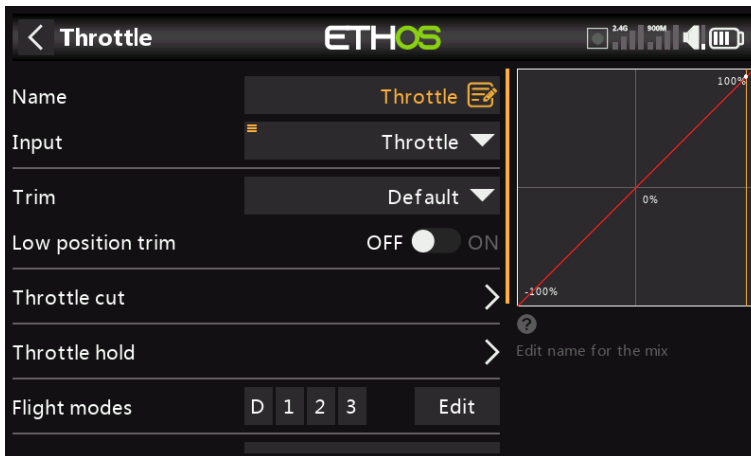 Throttle
ETHOS
2.4G 900M
Name Throttle
Input Throttle
Trim Default
Low position trim OFF ON
Throttle cut
Throttle hold
Flight modes D 1 2 3 Edit
100%
0%
-100%
?
Edit name for the mix